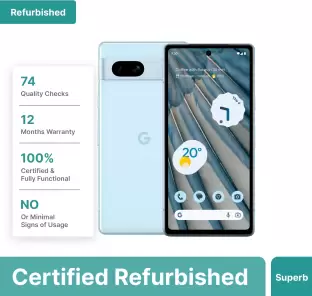 Refurbished
74
Quality Checks
12
Months Warranty
100%
Certified &
Fully Functional
NO
Or Minimal
Signs of Usage
G
20°
Certified Refurbished
Superb